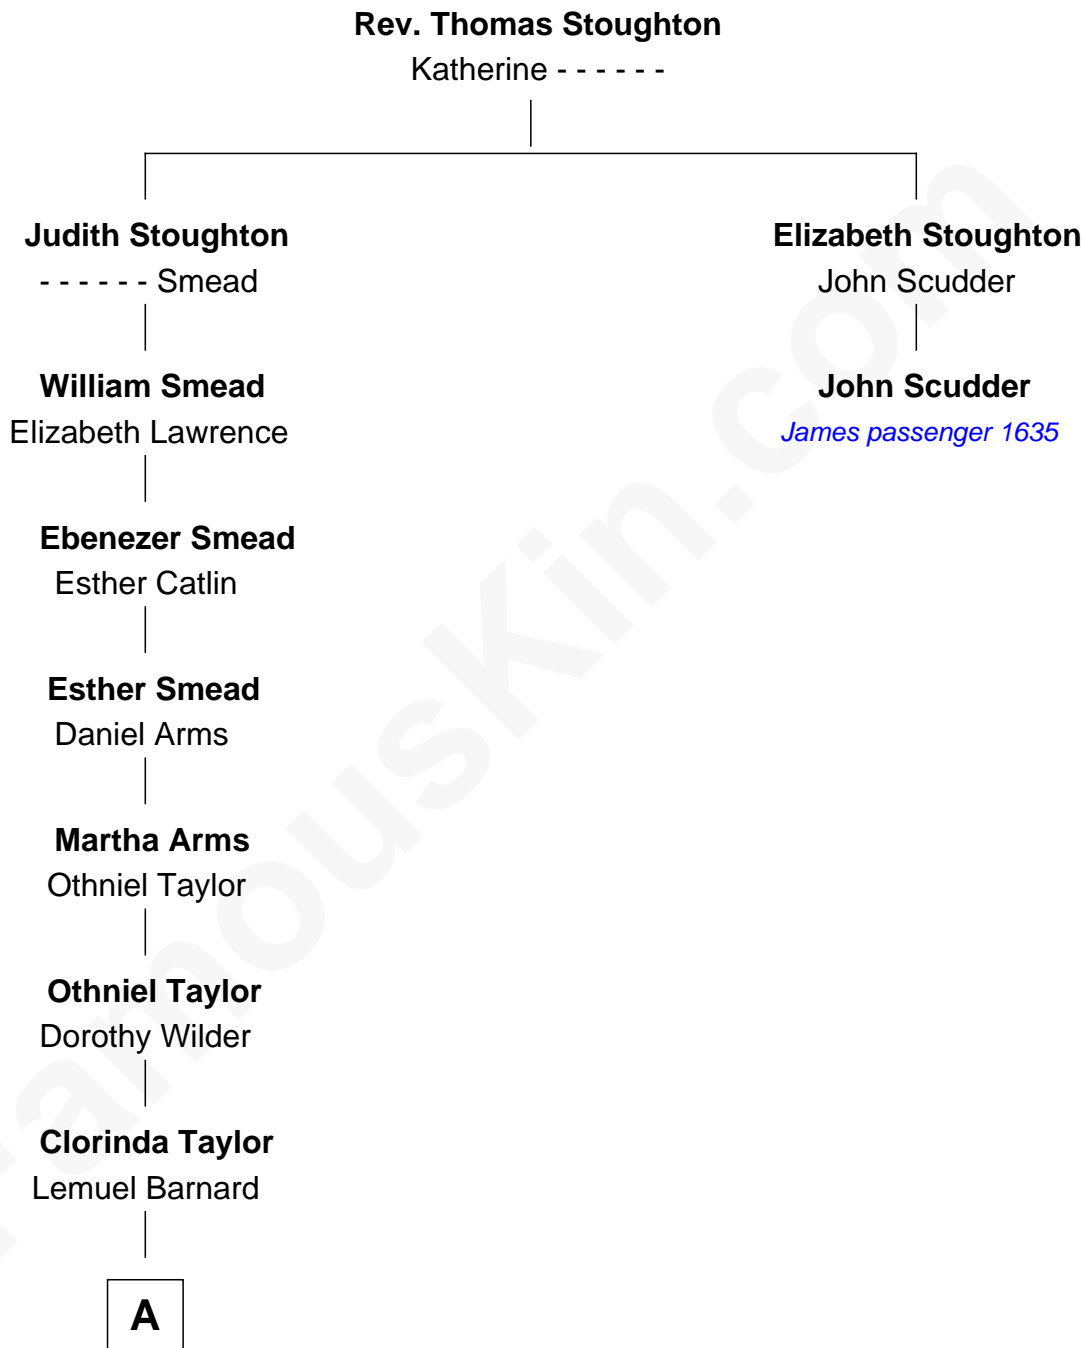 Rev. Thomas Stoughton
Katherine - - - - - -
Judith Stoughton
- - - - - - Smead
Elizabeth Stoughton
John Scudder
William Smead
Elizabeth Lawrence
John Scudder
James passenger 1635
Ebenezer Smead
Esther Catlin
Esther Smead
Daniel Arms
Martha Arms
Othniel Taylor
Othniel Taylor
Dorothy Wilder
Clorinda Taylor
Lemuel Barnard
A
FamousKin.com